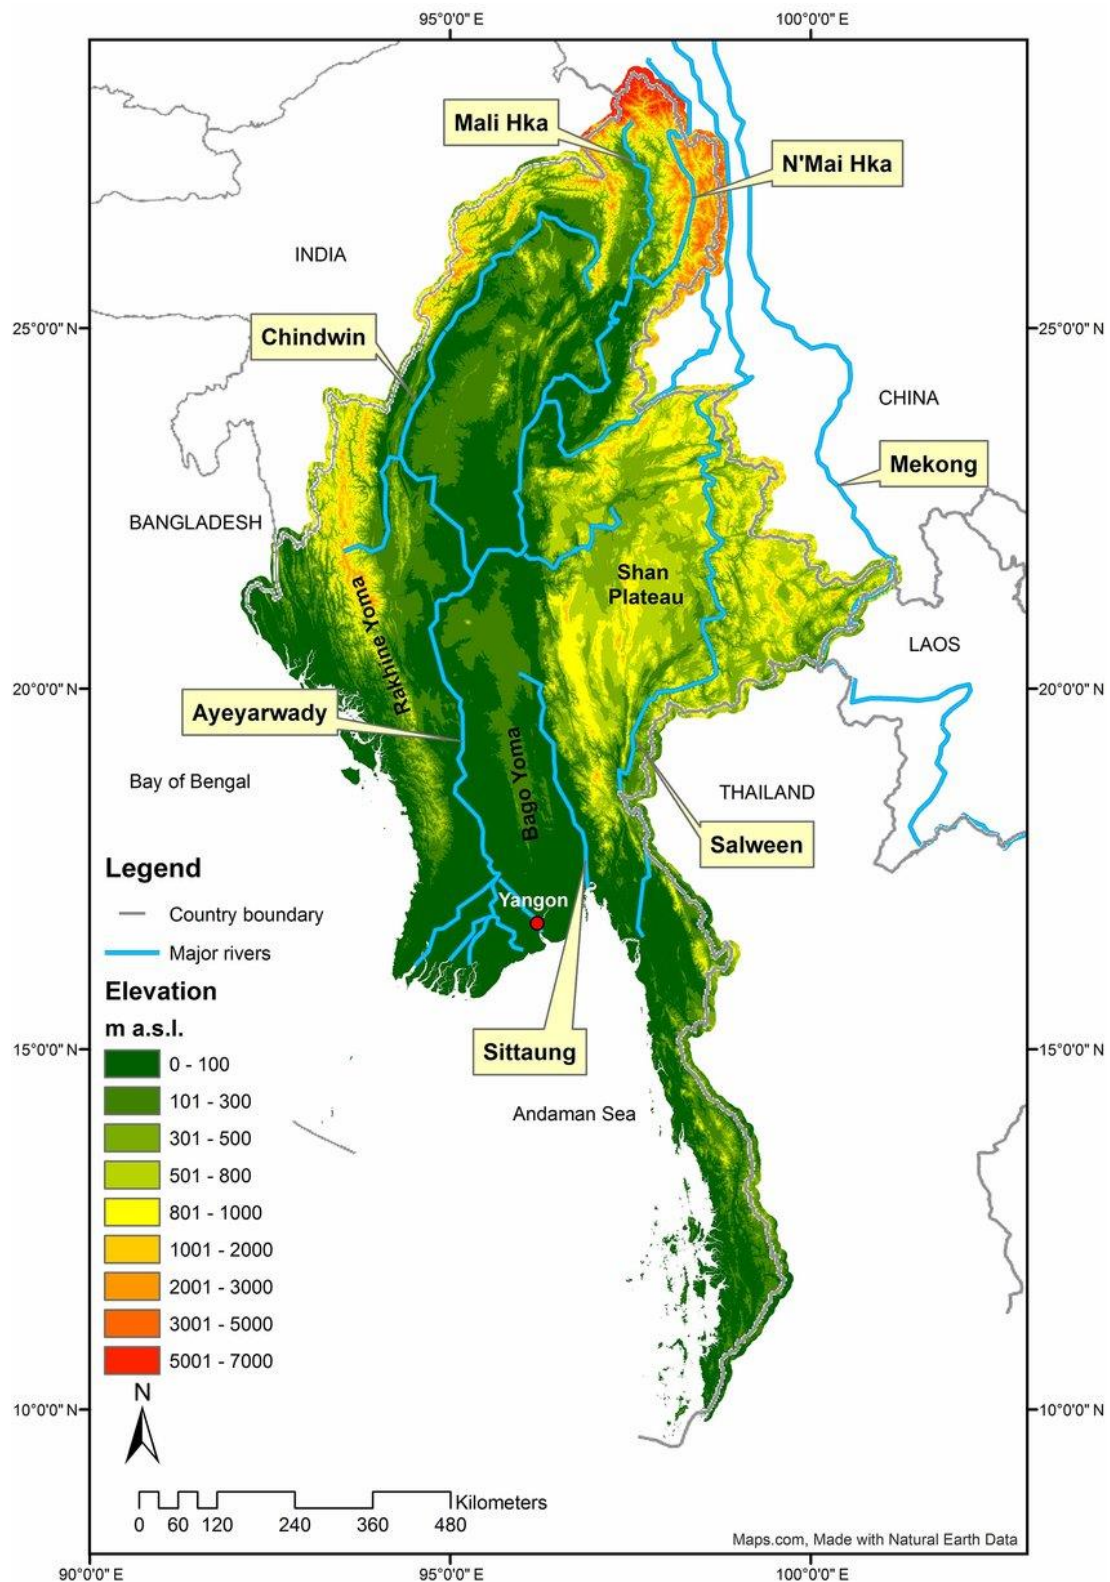 95°0'0" E
100°0'0" E
Mali Hka
N'Mai Hka
INDIA
25°0'0" N
25°0'0" N
Chindwin
CHINA
Mekong
BANGLADESH
Shan
Plateau
Rakhine Yoma
LAOS
20°0'0" N
20°0'0" N
Ayeyarwady
Bago Yoma
Bay of Bengal
THAILAND
Salween
Legend
Yangon
Country boundary
Major rivers
Elevation
m a.s.l.
Sittaung
15°0'0" N
15°0'0" N
0 - 100
101 - 300
Andaman Sea
301 - 500
501 - 800
801 - 1000
1001 - 2000
2001 - 3000
3001 - 5000
5001 - 7000
N
10°0'0" N
10°0'0" N
Kilometers
0 60 120 240 360 480
Maps.com, Made with Natural Earth Data
90°0'0" E
95°0'0" E
100°0'0" E